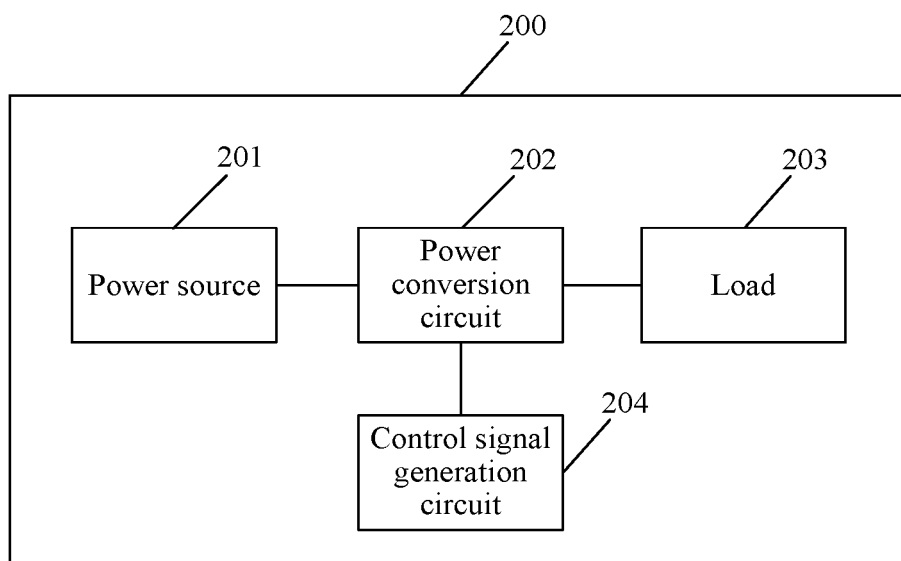 200
201
202
203
Power source
Power
conversion
circuit
Load
204
Control signal
generation
circuit